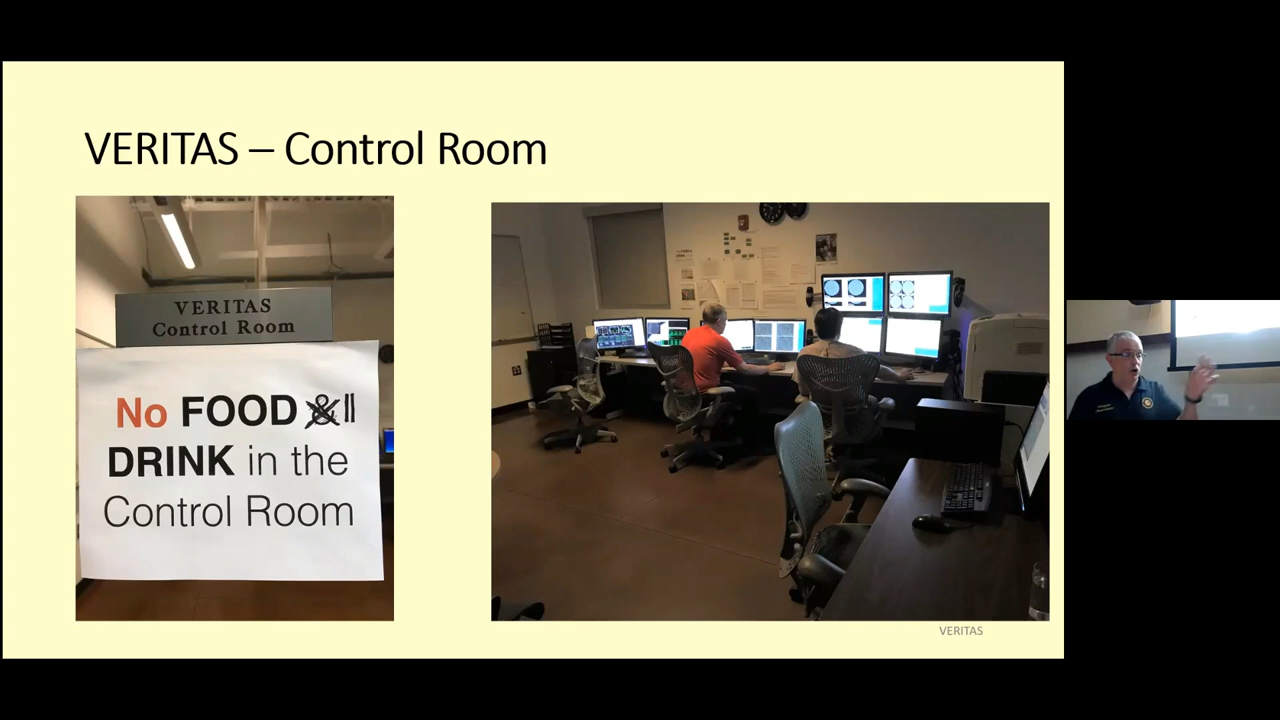 VERITAS – Control Room
VERITAS
Control Room
No FOOD & ||
DRINK in the
Control Room
VERITAS